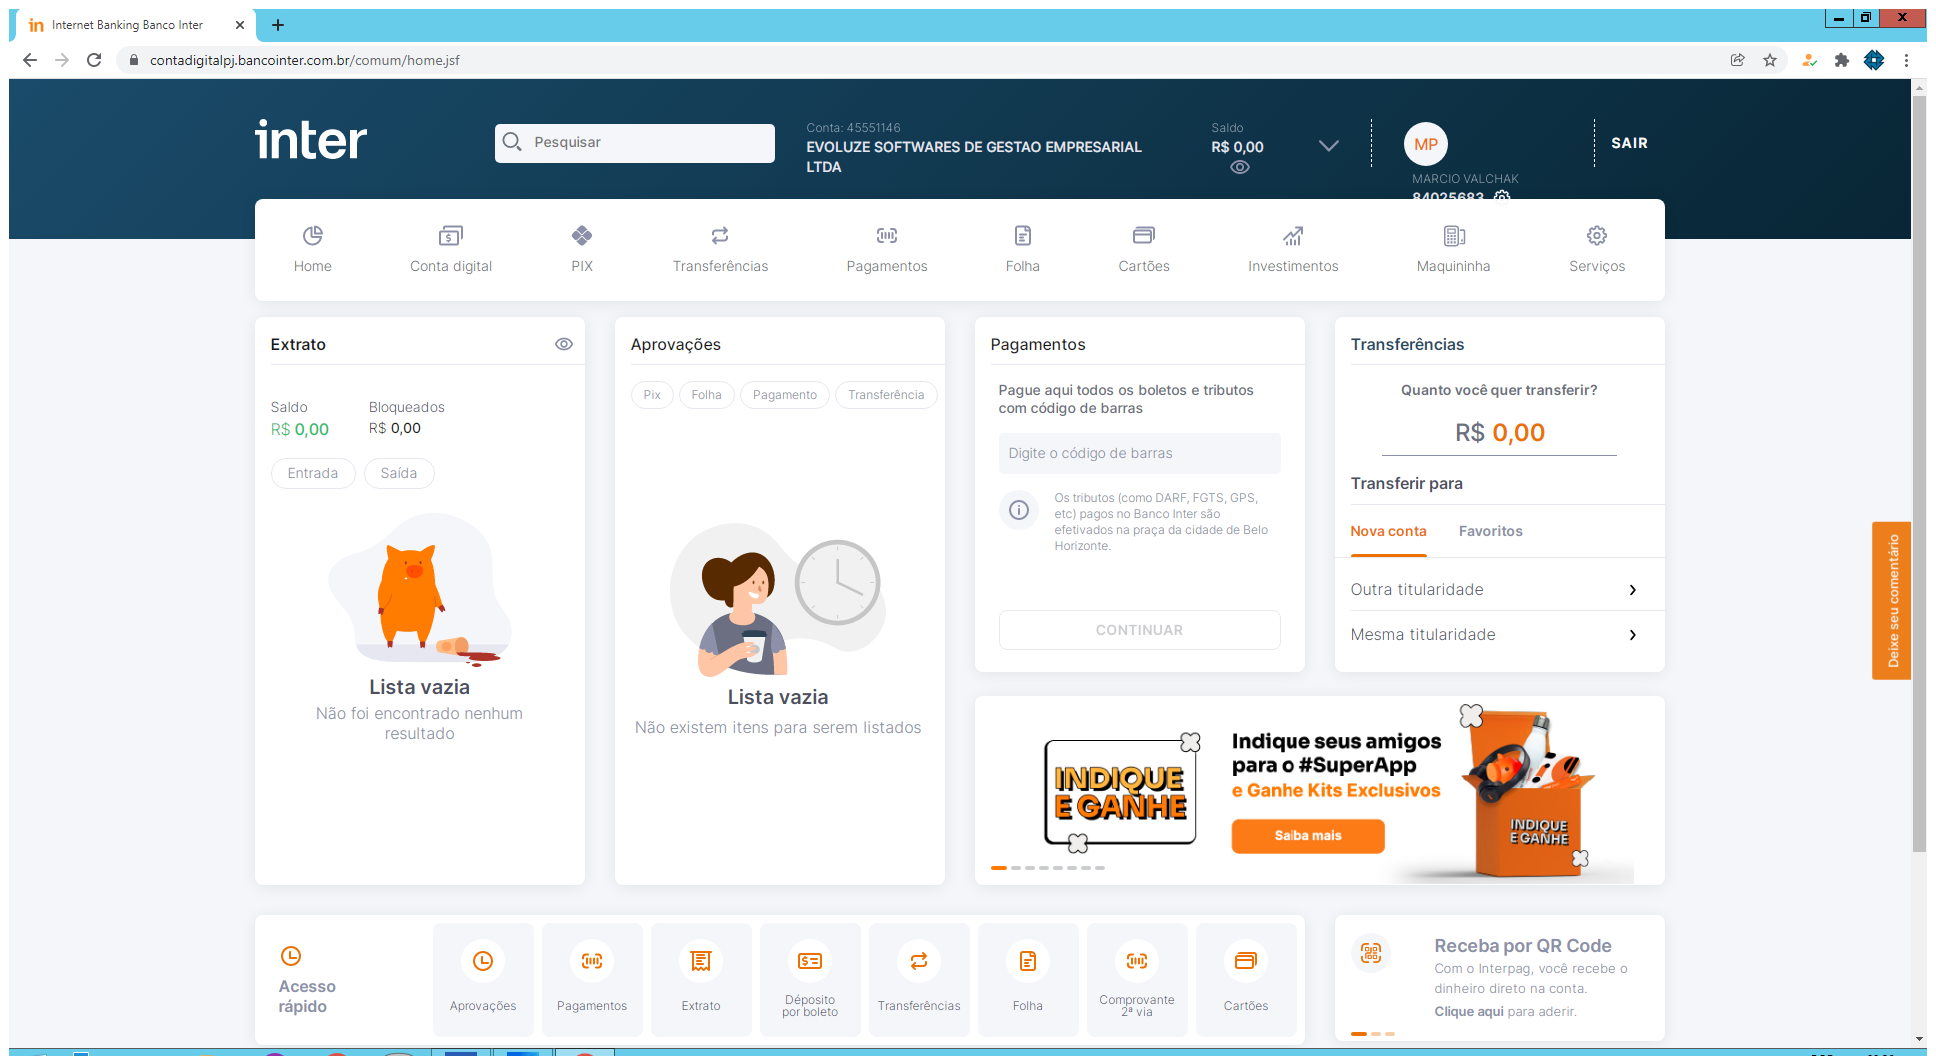 in Internet Banking Banco Inter
contadigitalpj.bancointer.com.br/comum/home.jsf
inter
Pesquisar
Conta: 45551146
EVOLUZE SOFTWARES DE GESTAO EMPRESARIAL
LTDA
Saldo
R$ 0,00
MP
MARCIO VALCHAK
84025683
SAIR
Home
Conta digital
PIX
Transferências
Pagamentos
Folha
Cartões
Investimentos
Maquininha
Serviços
Extrato
Saldo
R$ 0,00
Bloqueados
R$ 0,00
Entrada
Saída
Lista vazia
Não foi encontrado nenhum
resultado
Aprovações
Pix
Folha
Pagamento
Transferência
Lista vazia
Não existem itens para serem listados
Pagamentos
Pague aqui todos os boletos e tributos
com código de barras
Digite o código de barras
Os tributos (como DARF, FGTS, GPS,
etc) pagos no Banco Inter são
efetivados na praça da cidade de Belo
Horizonte.
CONTINUAR
Transferências
Quanto você quer transferir?
R$ 0,00
Transferir para
Nova conta
Favoritos
Outra titularidade
Mesma titularidade
Deixe seu comentário
INDIQUE
E GANHE
Indique seus amigos
para o #SuperApp
e Ganhe Kits Exclusivos
Saiba mais
INDIQUE
E GANHE
Acesso
rápido
Aprovações
Pagamentos
Extrato
Déposito
por boleto
Transferências
Folha
Comprovante
2ª via
Cartões
Receba por QR Code
Com o Interpag, você recebe o
dinheiro direto na conta.
Clique aqui para aderir.